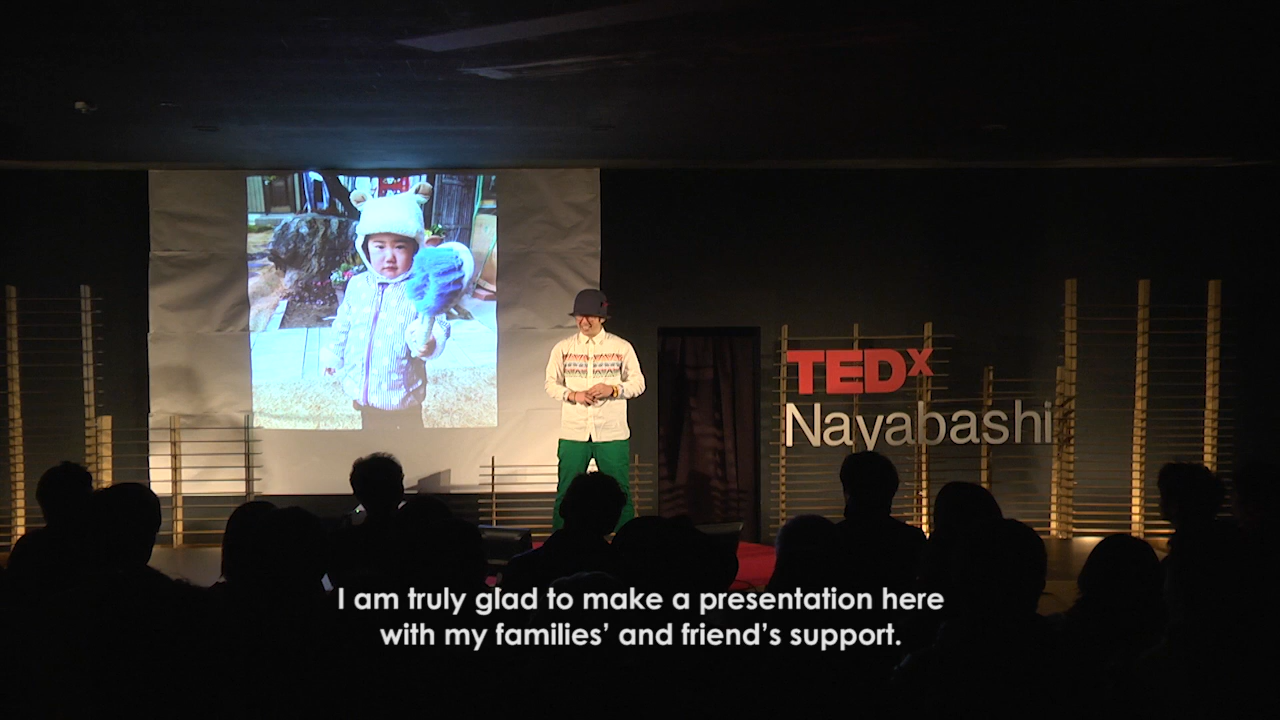 TEDx
Nayabashi
I am truly glad to make a presentation here
with my families’ and friend’s support.